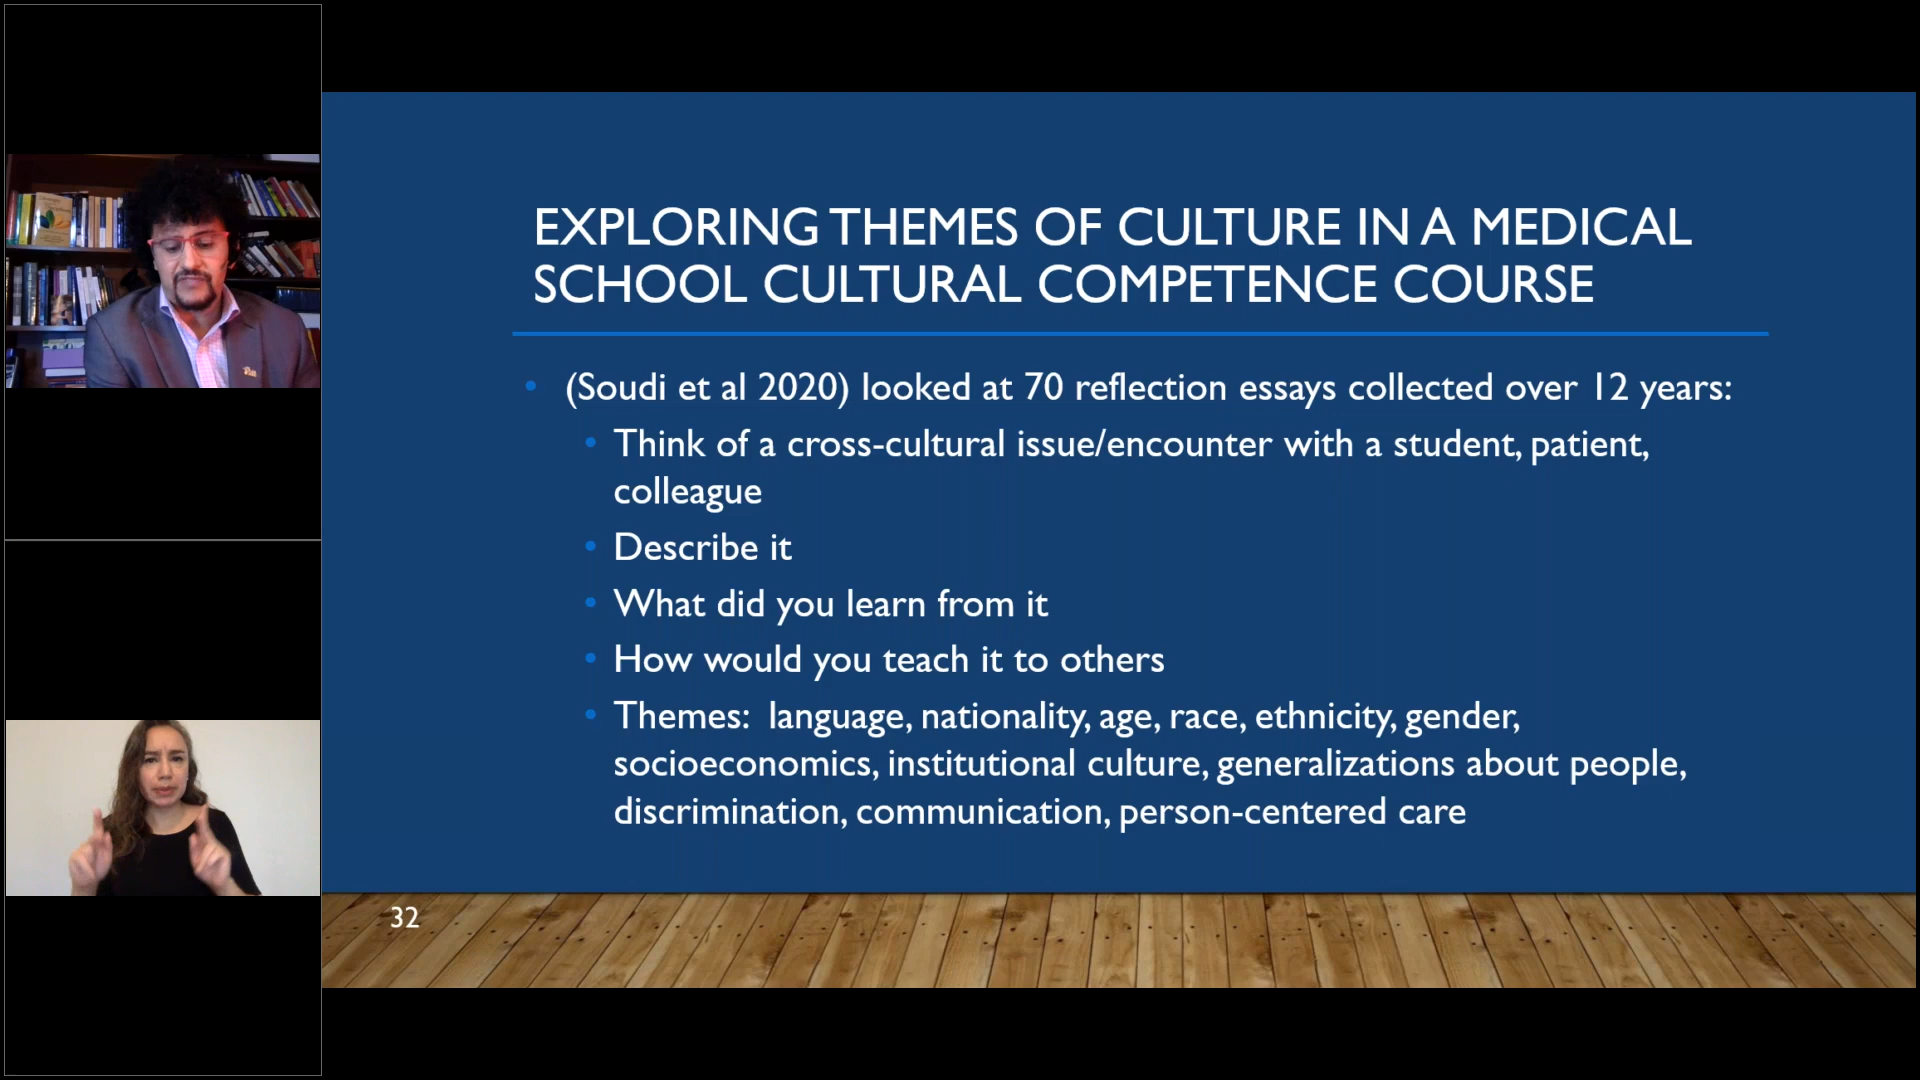 EXPLORING THEMES OF CULTURE IN A MEDICAL
SCHOOL CULTURAL COMPETENCE COURSE
• (Soudi et al 2020) looked at 70 reflection essays collected over 12 years:
• Think of a cross-cultural issue/encounter with a student, patient,
colleague
• Describe it
• What did you learn from it
• How would you teach it to others
• Themes:  language, nationality, age, race, ethnicity, gender,
socioeconomics, institutional culture, generalizations about people,
discrimination, communication, person-centered care
32